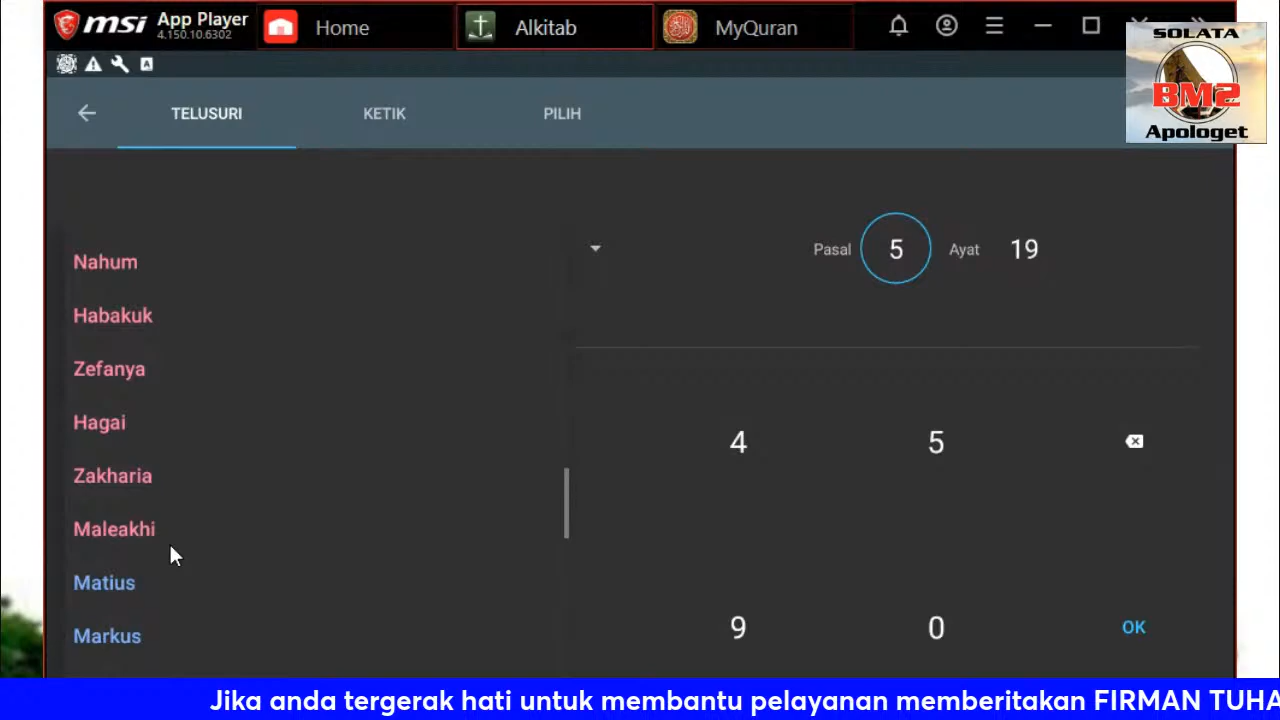 msi App Player
4.150.10.6302
Home
Alkitab
MyQuran
SOLATA
BM2
Apologet
TELUSURI
KETIK
PILIH
Pasal 5 Ayat 19
Nahum
Habakuk
Zefanya
Hagai
Zakharia
Maleakhi
Matius
Markus
4 5
9 0 OK
Jika anda tergerak hati untuk membantu pelayanan memberitakan FIRMAN TUHA